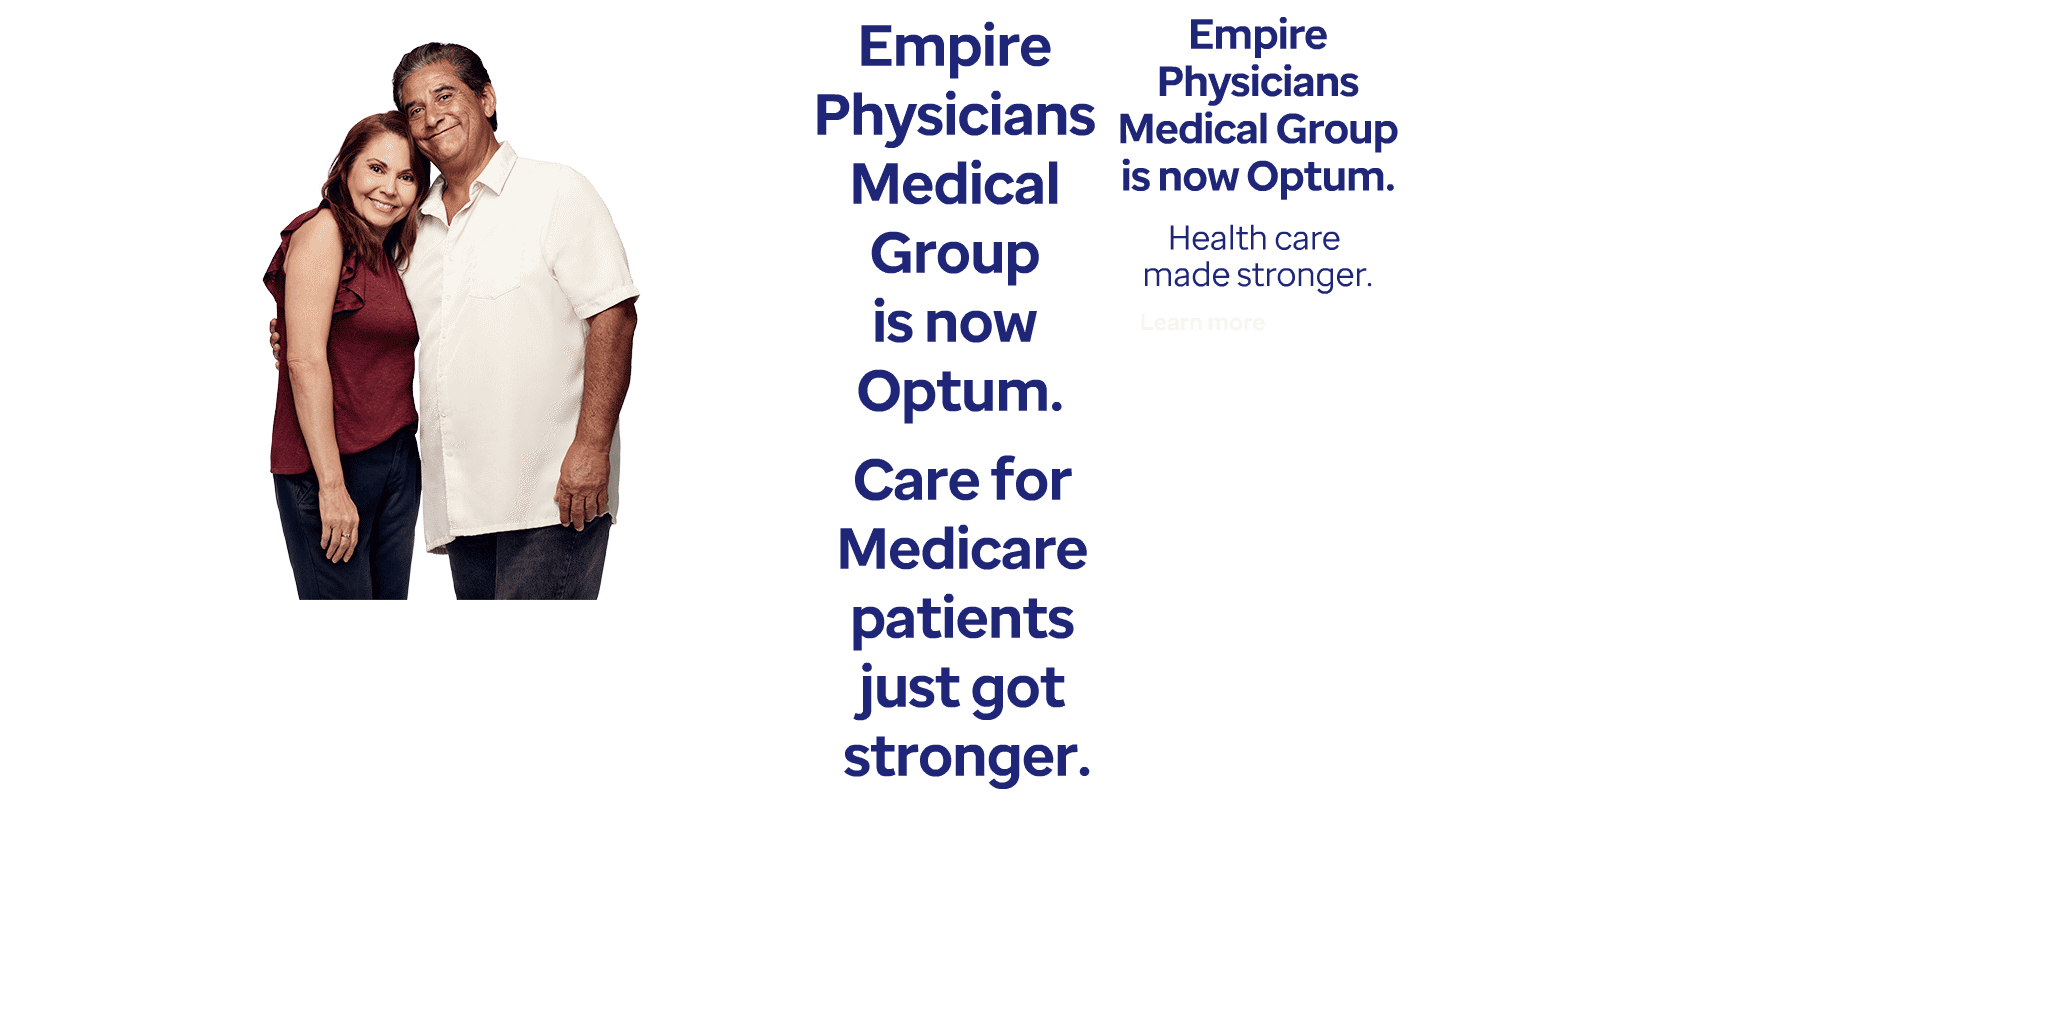 Empire
Physicians
Medical
Group
is now
Optum.
Care for
Medicare
patients
just got
stronger.
Empire
Physicians
Medical Group
is now Optum.
Health care
made stronger.
Learn more